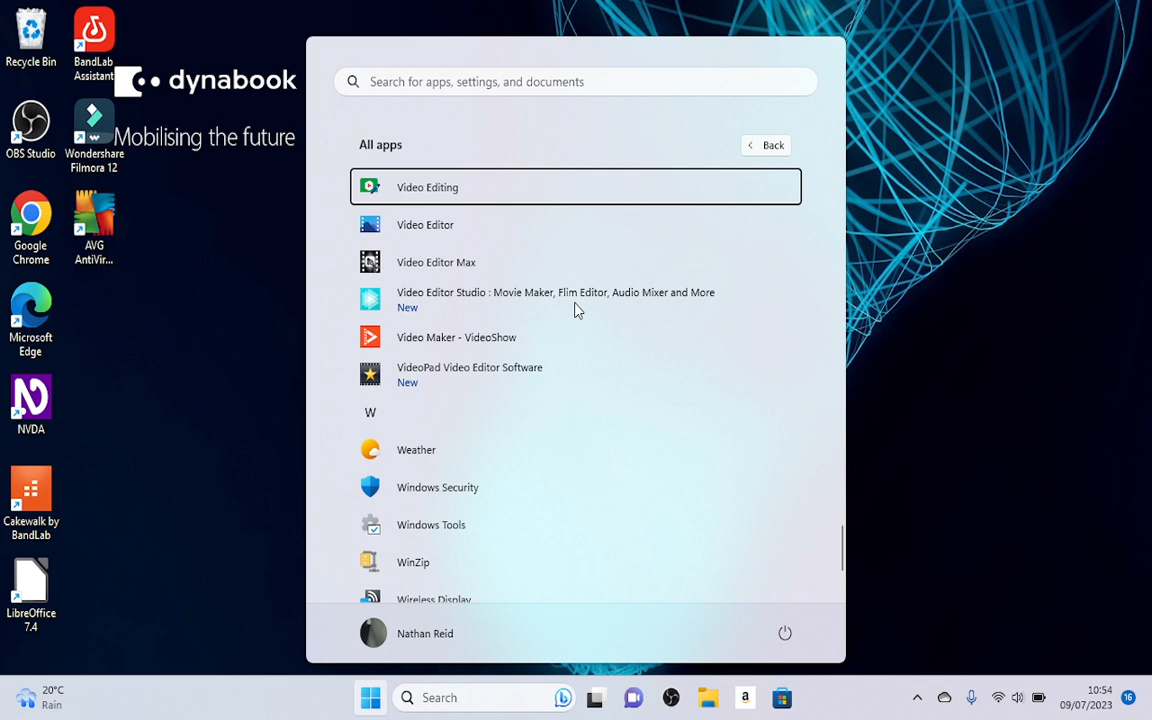 Recycle Bin
BandLab
Assistant
dynabook
Mobilising the future
OBS Studio
Wondershare
Filmora 12
Google
Chrome
AVG
AntiVir...
Microsoft
Edge
NVDA
Cakewalk by
BandLab
LibreOffice
7.4
Search for apps, settings, and documents
All apps
Back
Video Editing
Video Editor
Video Editor Max
Video Editor Studio : Movie Maker, Flim Editor, Audio Mixer and More
New
Video Maker - VideoShow
VideoPad Video Editor Software
New
W
Weather
Windows Security
Windows Tools
WinZip
Wireless Display
Nathan Reid
20°C
Rain
Search
a
10:54
09/07/2023
16